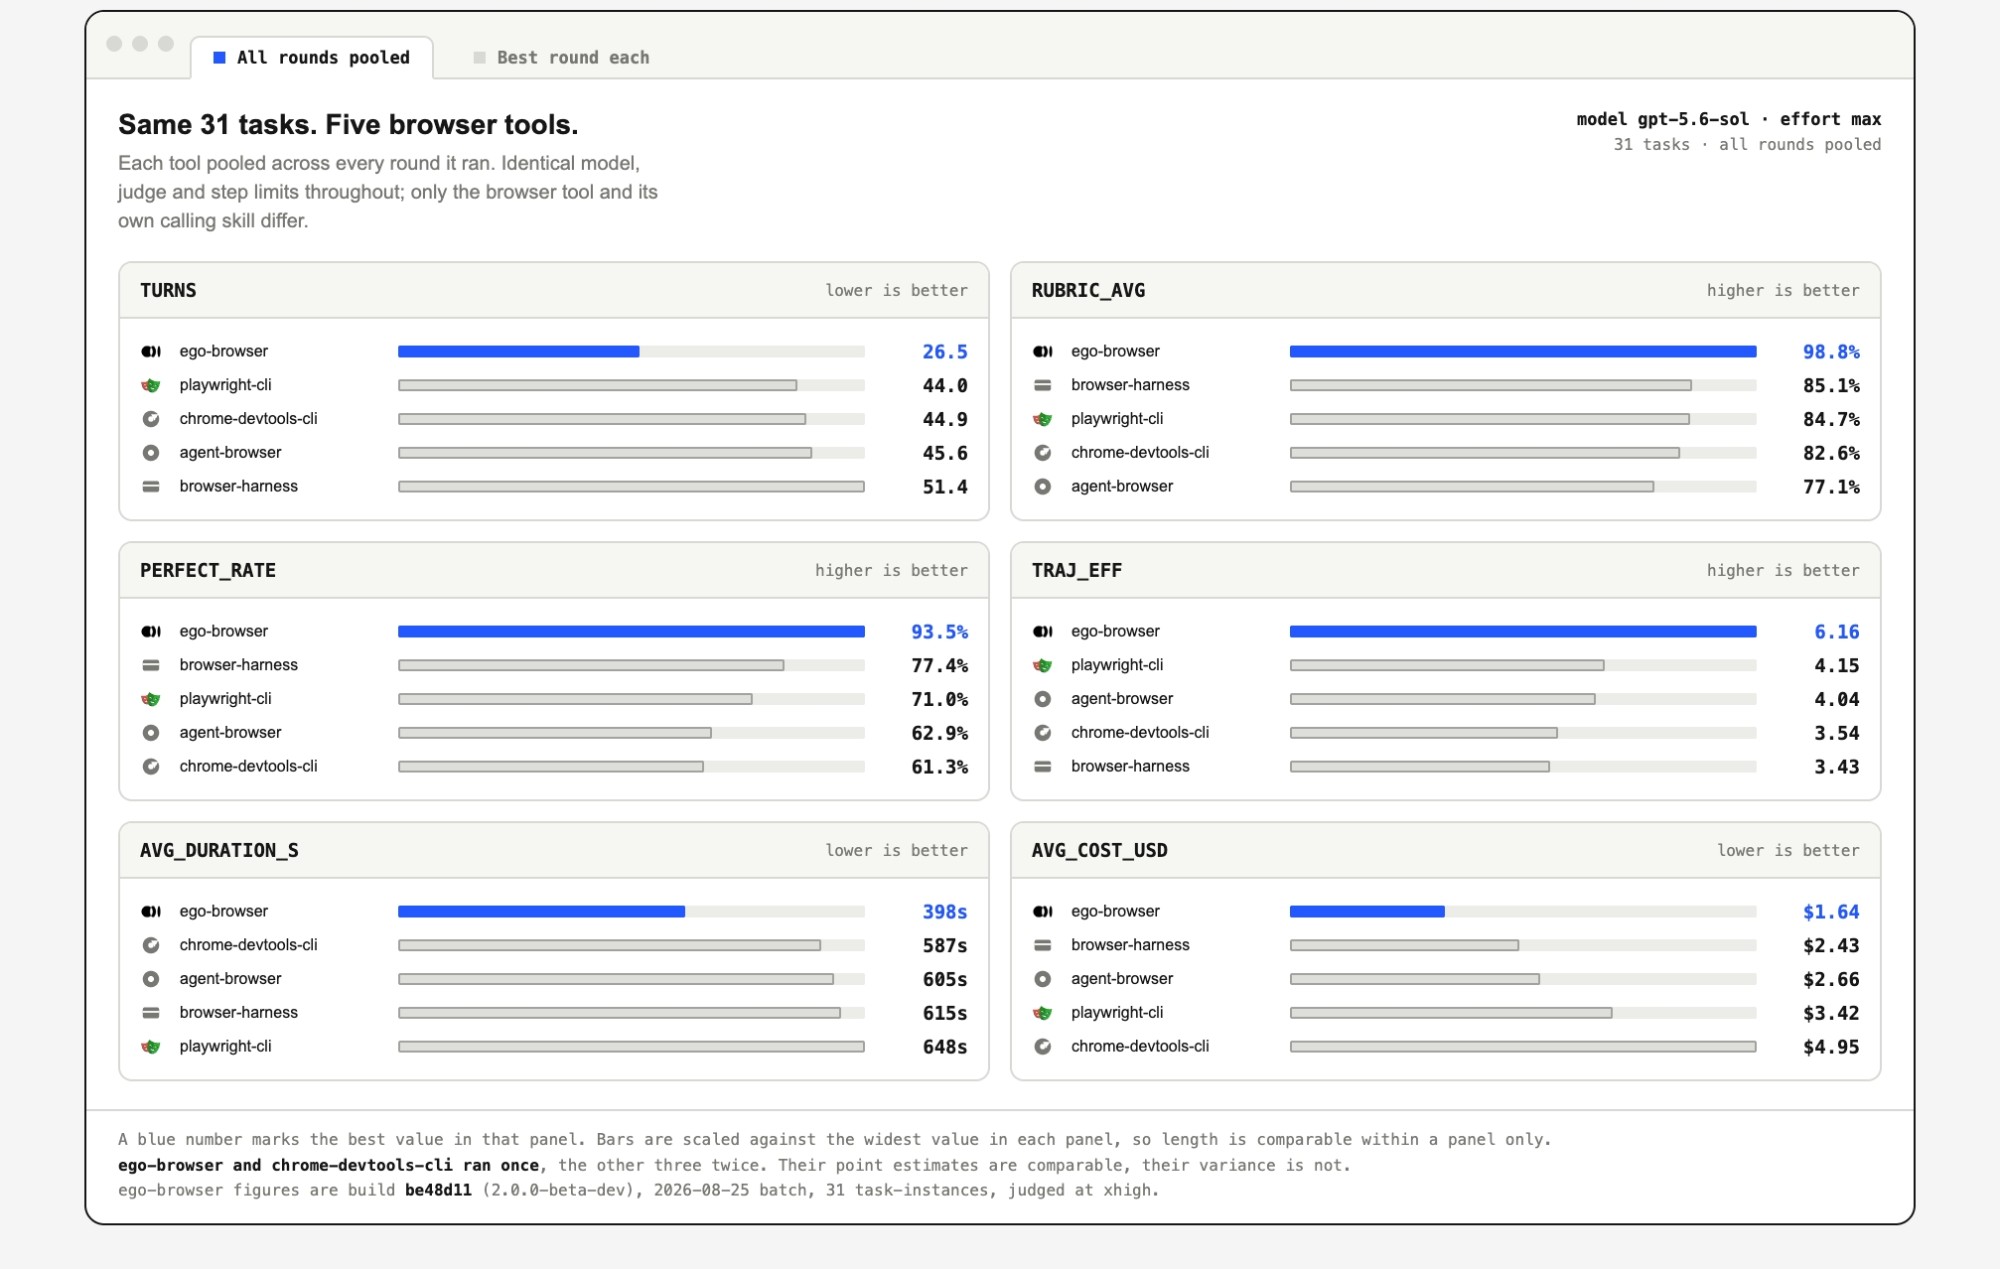 All rounds pooled
Best round each
Same 31 tasks. Five browser tools.
Each tool pooled across every round it ran. Identical model,
judge and step limits throughout; only the browser tool and its
own calling skill differ.
model gpt-5.6-sol · effort max
31 tasks · all rounds pooled
TURNS lower is better
ego-browser 26.5
playwright-cli 44.0
chrome-devtools-cli 44.9
agent-browser 45.6
browser-harness 51.4
RUBRIC_AVG higher is better
ego-browser 98.8%
browser-harness 85.1%
playwright-cli 84.7%
chrome-devtools-cli 82.6%
agent-browser 77.1%
PERFECT_RATE higher is better
ego-browser 93.5%
browser-harness 77.4%
playwright-cli 71.0%
agent-browser 62.9%
chrome-devtools-cli 61.3%
TRAJ_EFF higher is better
ego-browser 6.16
playwright-cli 4.15
agent-browser 4.04
chrome-devtools-cli 3.54
browser-harness 3.43
AVG_DURATION_S lower is better
ego-browser 398s
chrome-devtools-cli 587s
agent-browser 605s
browser-harness 615s
playwright-cli 648s
AVG_COST_USD lower is better
ego-browser $1.64
browser-harness $2.43
agent-browser $2.66
playwright-cli $3.42
chrome-devtools-cli $4.95
A blue number marks the best value in that panel. Bars are scaled against the widest value in each panel, so length is comparable within a panel only.
ego-browser and chrome-devtools-cli ran once, the other three twice. Their point estimates are comparable, their variance is not.
ego-browser figures are build be48d11 (2.0.0-beta-dev), 2026-08-25 batch, 31 task-instances, judged at xhigh.